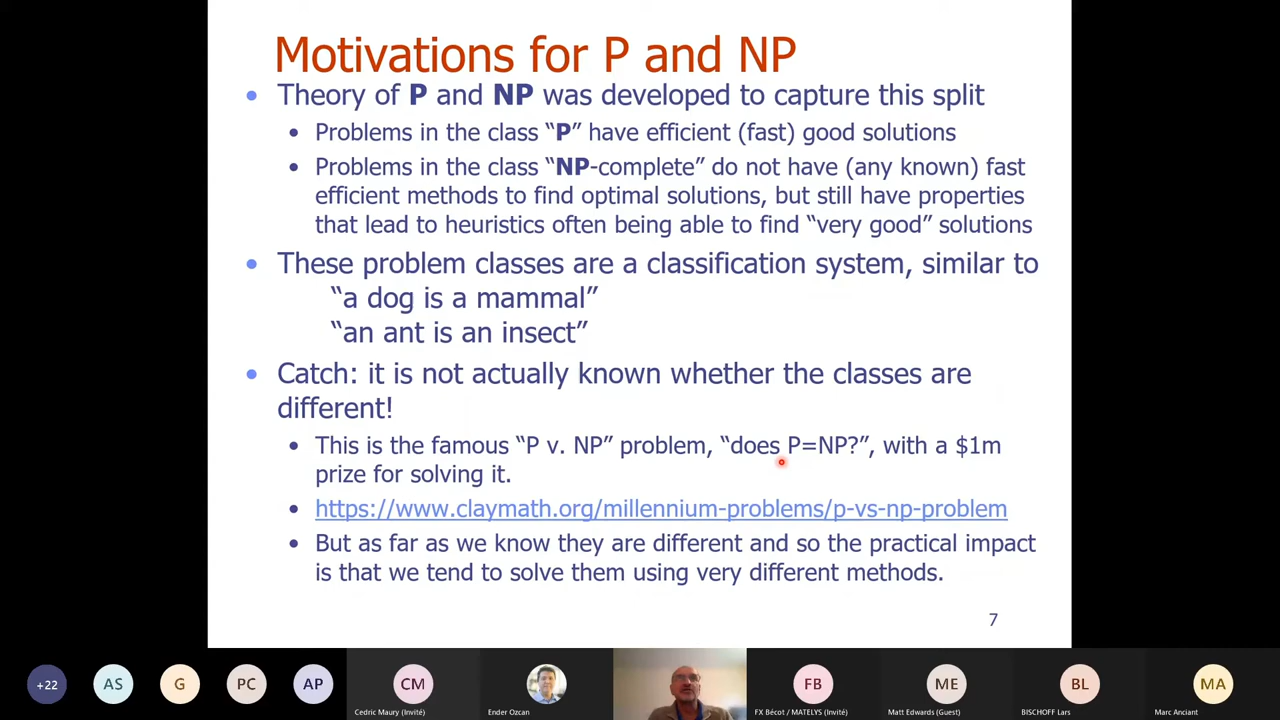 Motivations for P and NP
• Theory of P and NP was developed to capture this split
• Problems in the class “P” have efficient (fast) good solutions
• Problems in the class “NP-complete” do not have (any known) fast
efficient methods to find optimal solutions, but still have properties
that lead to heuristics often being able to find “very good” solutions
• These problem classes are a classification system, similar to
“a dog is a mammal”
“an ant is an insect”
• Catch: it is not actually known whether the classes are
different!
• This is the famous “P v. NP” problem, “does P=NP?”, with a $1m
prize for solving it.
• https://www.claymath.org/millennium-problems/p-vs-np-problem
• But as far as we know they are different and so the practical impact
is that we tend to solve them using very different methods.
7
+22 AS G PC AP CM FB ME BL MA
Cedric Maury (Invité) Ender Ozcan FX Bécot / MATELYS (Invité) Matt Edwards (Guest) BISCHOFF Lars Marc Anciant